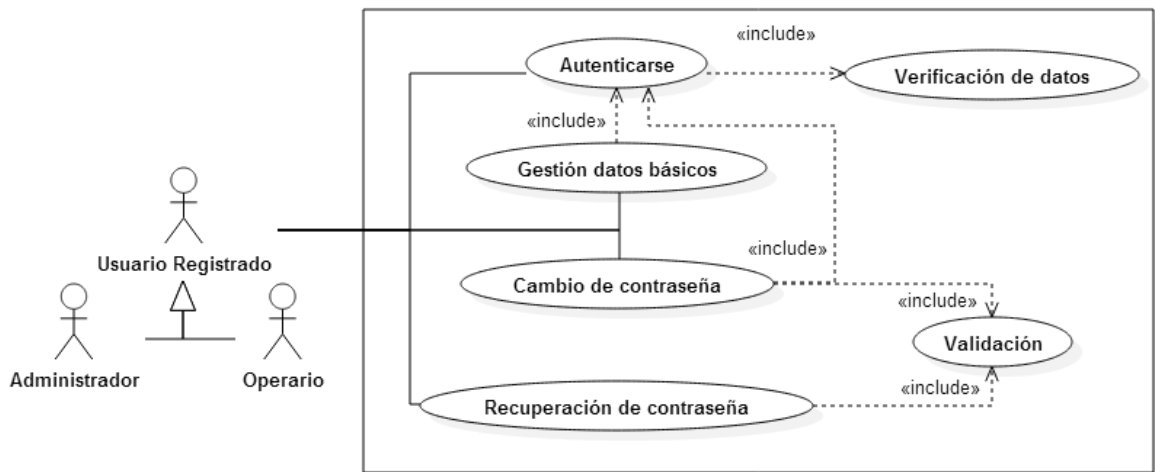 «include»
Autenticarse
Verificación de datos
«include»
Gestión datos básicos
Usuario Registrado
«include»
Cambio de contraseña
«include»
Validación
Administrador
Operario
«include»
Recuperación de contraseña